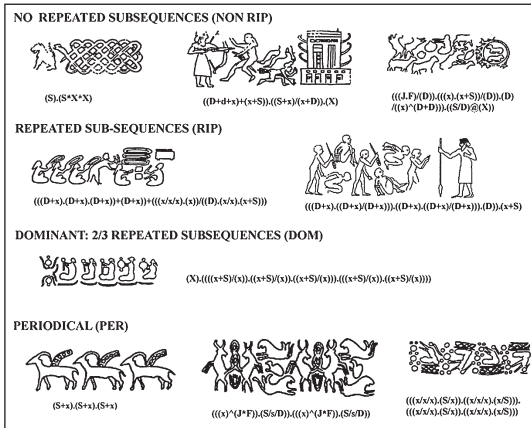 NO REPEATED SUBSEQUENCES (NON RIP)
(S).(S*X*X)
((D+d+x)+(x+S)).((S+x)/(x+D)).(X)
(((J.F)/(D)).(((x).(x+S))/(D)).(D)
/((x)^(D+D))).((S/D)@(X))
REPEATED SUB-SEQUENCES (RIP)
(((D+x).(D+x).(D+x))+(D+x))+(((x/x/x).(x))/((D).(x/x).(x+S)))
(((D+x).((D+x)/(D+x))).((D+x).((D+x)/(D+x))).(D)).(x+S
DOMINANT: 2/3 REPEATED SUBSEQUENCES (DOM)
(X).((((x+S)/(x)).((x+S)/(x)).((x+S)/(x))).(((x+S)/(x)).((x+S)/(x))))
PERIODICAL (PER)
(S+x).(S+x).(S+x)
(((x)^(J*F)).(S/s/D)).(((x)^(J*F)).(S/s/D))
(((x/x/x).(S/x)).((x/x/x).(x/S))).
(((x/x/x).(S/x)).((x/x/x).(x/S)))